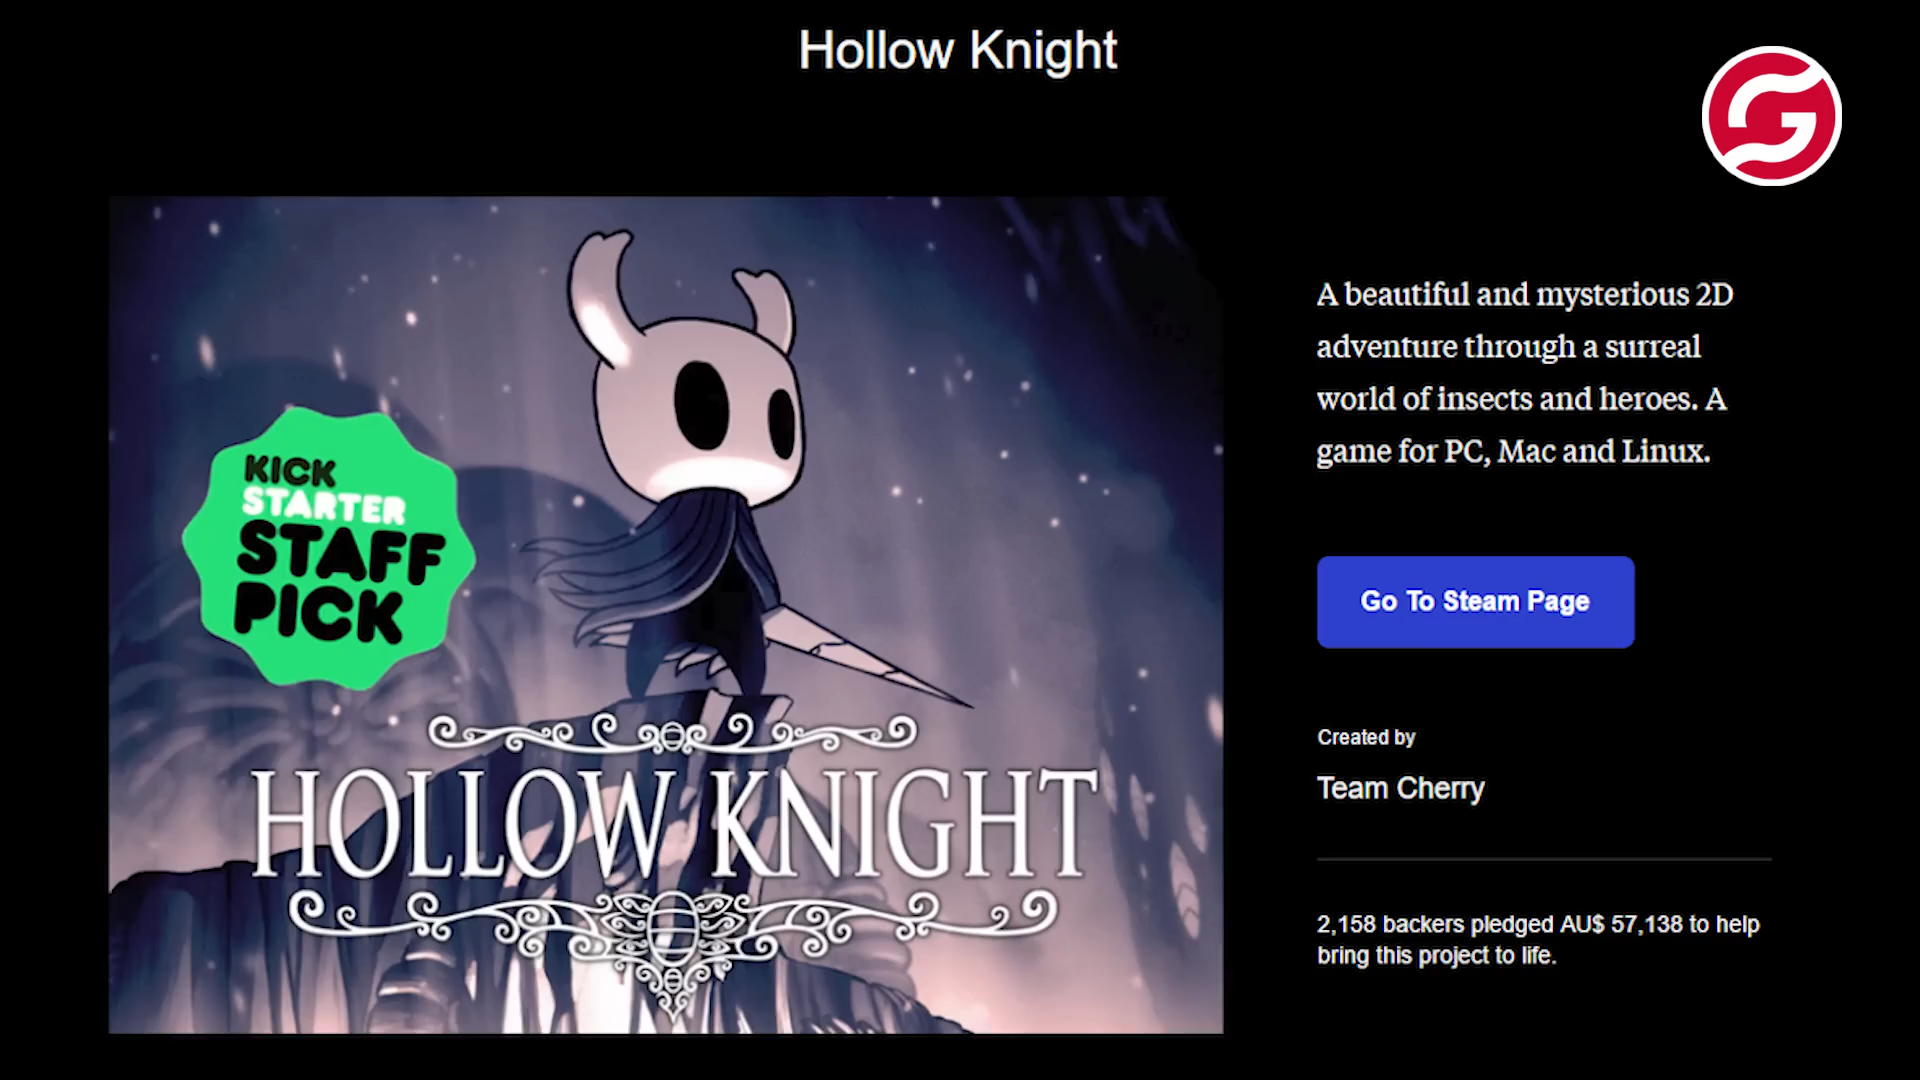 Hollow Knight
G
KICK
STARTER
STAFF
PICK
HOLLOW KNIGHT
A beautiful and mysterious 2D
adventure through a surreal
world of insects and heroes. A
game for PC, Mac and Linux.
Go To Steam Page
Created by
Team Cherry
2,158 backers pledged AU$ 57,138 to help
bring this project to life.